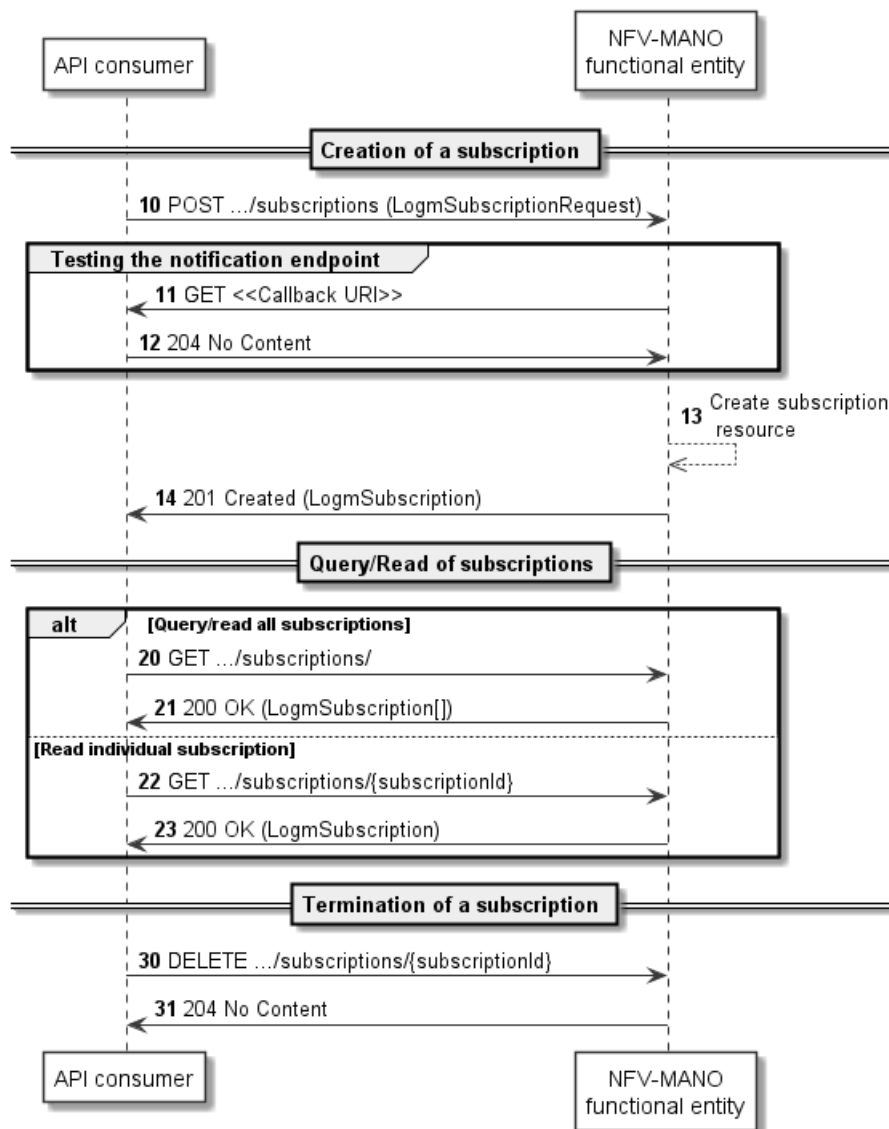 API consumer
NFV-MANO
functional entity
Creation of a subscription
10 POST .../subscriptions (LogmSubscriptionRequest)
Testing the notification endpoint
11 GET <<Callback URI>>
12 204 No Content
13 Create subscription
resource
14 201 Created (LogmSubscription)
Query/Read of subscriptions
alt [Query/read all subscriptions]
20 GET .../subscriptions/
21 200 OK (LogmSubscription[])
[Read individual subscription]
22 GET .../subscriptions/{subscriptionId}
23 200 OK (LogmSubscription)
Termination of a subscription
30 DELETE .../subscriptions/{subscriptionId}
31 204 No Content
API consumer
NFV-MANO
functional entity